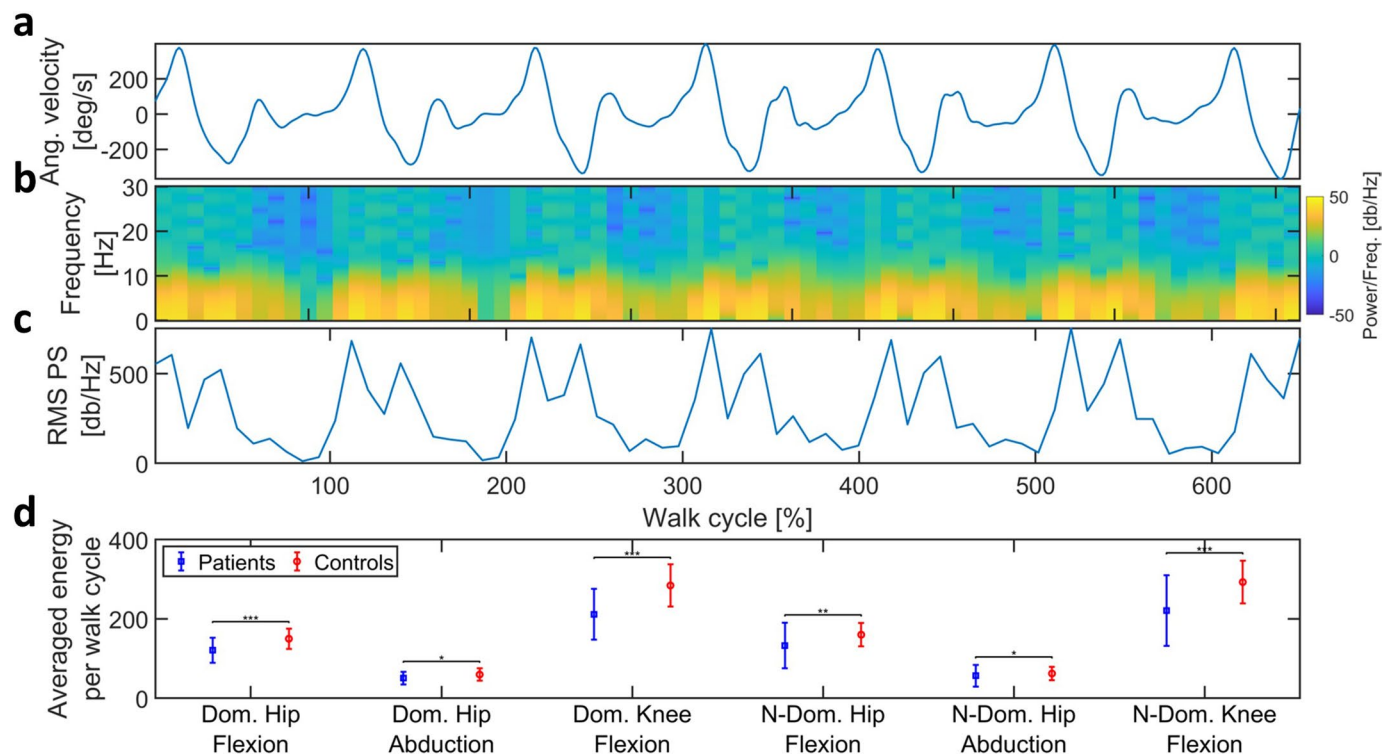 a
Ang. velocity
[deg/s]
200
0
-200
b
Frequency
[Hz]
30
20
10
0
50
0
-50
Power/Freq. [db/Hz]
c
RMS PS
[db/Hz]
500
0
100 200 300 400 500 600
Walk cycle [%]
d
Averaged energy
per walk cycle
400
200
0
Patients Controls
*** * *** ** * ***
Dom. Hip Dom. Hip Dom. Knee N-Dom. Hip N-Dom. Hip N-Dom. Knee
Flexion Abduction Flexion Flexion Abduction Flexion